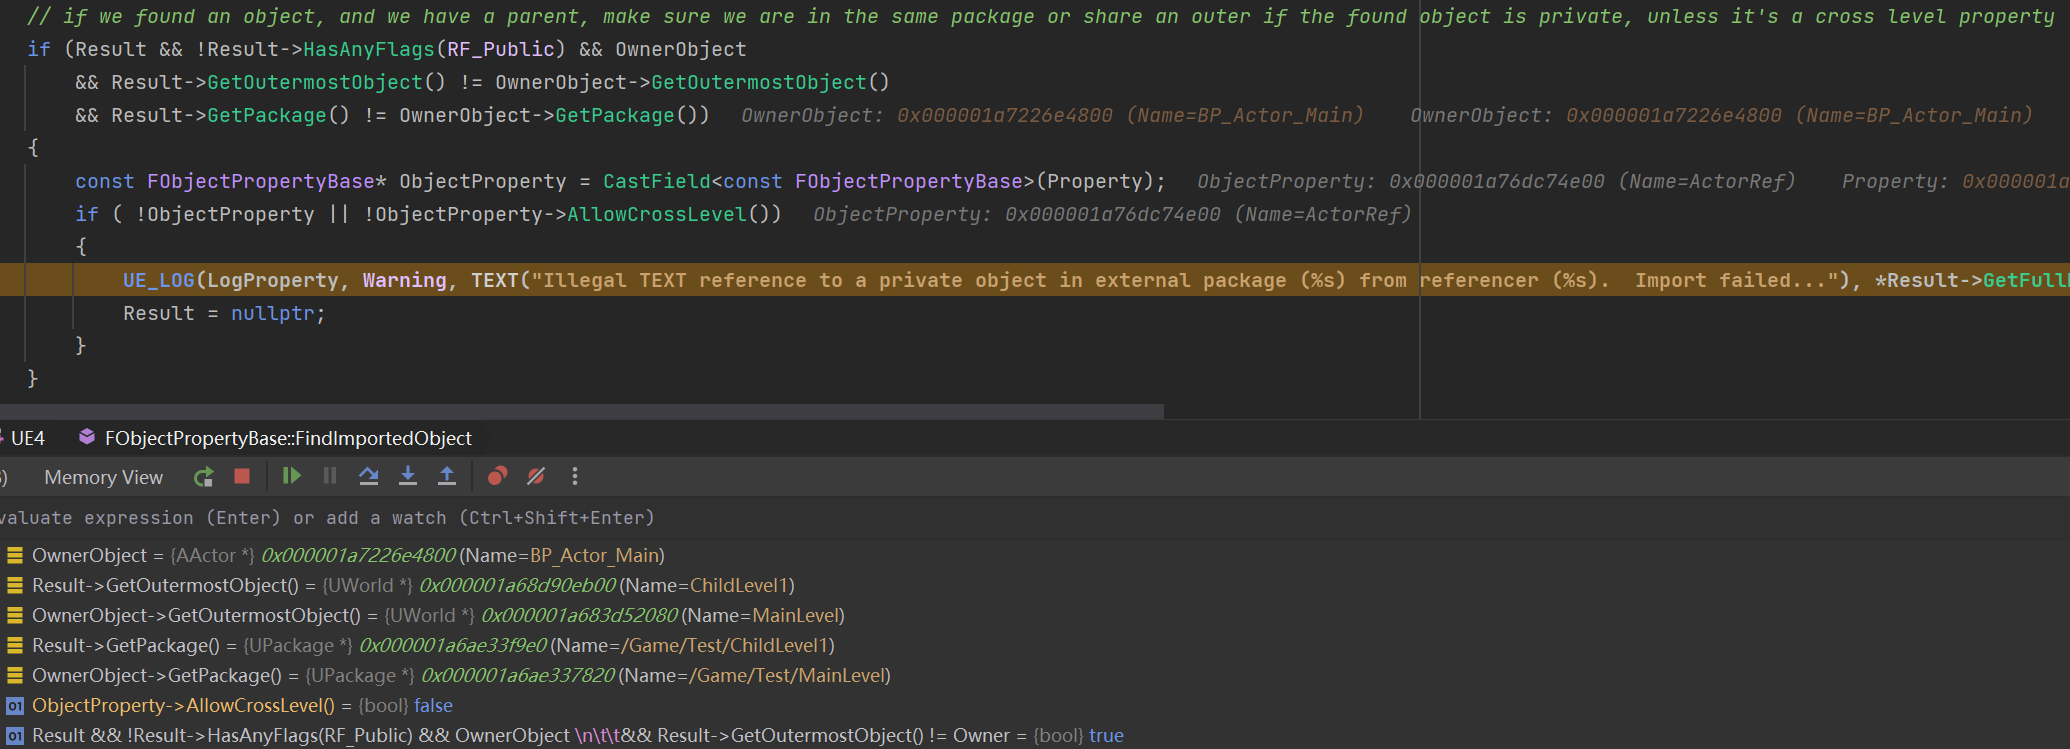 // if we found an object, and we have a parent, make sure we are in the same package or share an outer if the found object is private, unless it's a cross level property
if (Result && !Result->HasAnyFlags(RF_Public) && OwnerObject
&& Result->GetOutermostObject() != OwnerObject->GetOutermostObject()
&& Result->GetPackage() != OwnerObject->GetPackage()) OwnerObject: 0x000001a7226e4800 (Name=BP_Actor_Main) OwnerObject: 0x000001a7226e4800 (Name=BP_Actor_Main)
{
const FObjectPropertyBase* ObjectProperty = CastField<const FObjectPropertyBase>(Property); ObjectProperty: 0x000001a76dc74e00 (Name=ActorRef) Property: 0x000001a
if ( !ObjectProperty || !ObjectProperty->AllowCrossLevel()) ObjectProperty: 0x000001a76dc74e00 (Name=ActorRef)
{
UE_LOG(LogProperty, Warning, TEXT("Illegal TEXT reference to a private object in external package (%s) from referencer (%s).  Import failed..."), *Result->GetFull
Result = nullptr;
}
}
UE4 FObjectPropertyBase::FindImportedObject
) Memory View
valuate expression (Enter) or add a watch (Ctrl+Shift+Enter)
OwnerObject = {AActor *} 0x000001a7226e4800 (Name=BP_Actor_Main)
Result->GetOutermostObject() = {UWorld *} 0x000001a68d90eb00 (Name=ChildLevel1)
OwnerObject->GetOutermostObject() = {UWorld *} 0x000001a683d52080 (Name=MainLevel)
Result->GetPackage() = {UPackage *} 0x000001a6ae33f9e0 (Name=/Game/Test/ChildLevel1)
OwnerObject->GetPackage() = {UPackage *} 0x000001a6ae337820 (Name=/Game/Test/MainLevel)
01 ObjectProperty->AllowCrossLevel() = {bool} false
01 Result && !Result->HasAnyFlags(RF_Public) && OwnerObject \n\t\t&& Result->GetOutermostObject() != Owner = {bool} true